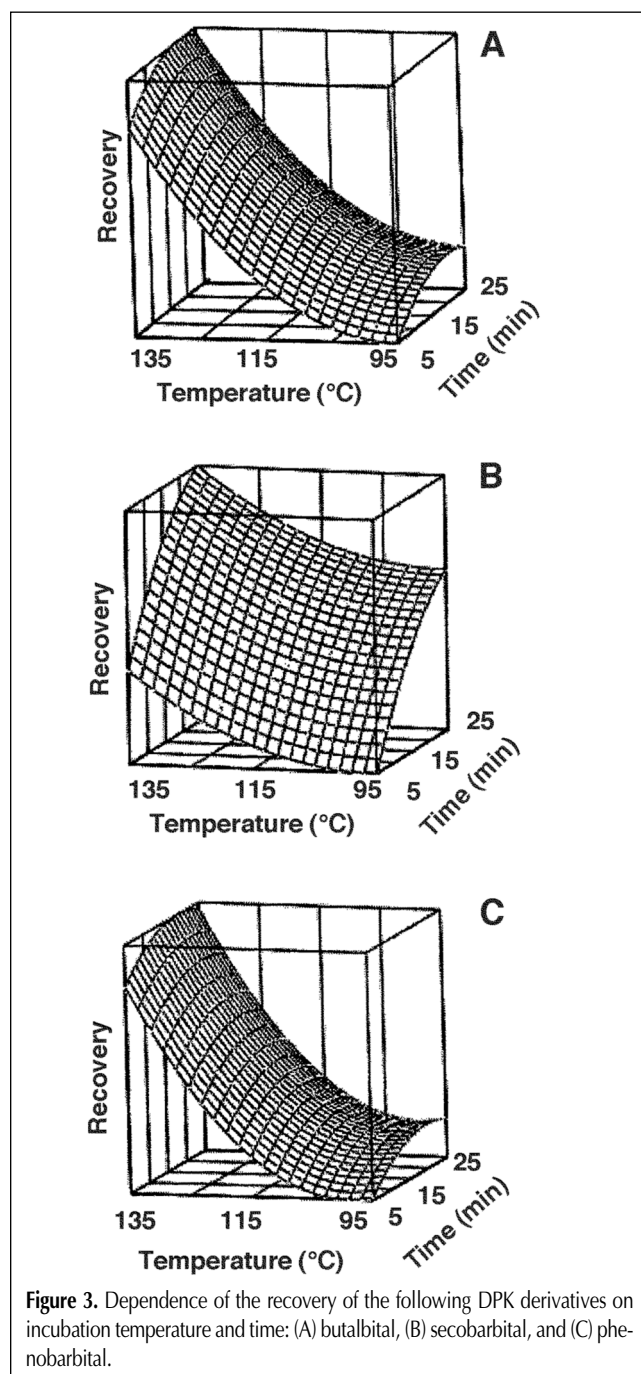 A
Recovery
25
15
5
Time (min)
135
115
95
Temperature (°C)
B
Recovery
25
15
5
Time (min)
135
115
95
Temperature (°C)
C
Recovery
25
15
5
Time (min)
135
115
95
Temperature (°C)
Figure 3. Dependence of the recovery of the following DPK derivatives on
incubation temperature and time: (A) butalbital, (B) secobarbital, and (C) phe-
nobarbital.